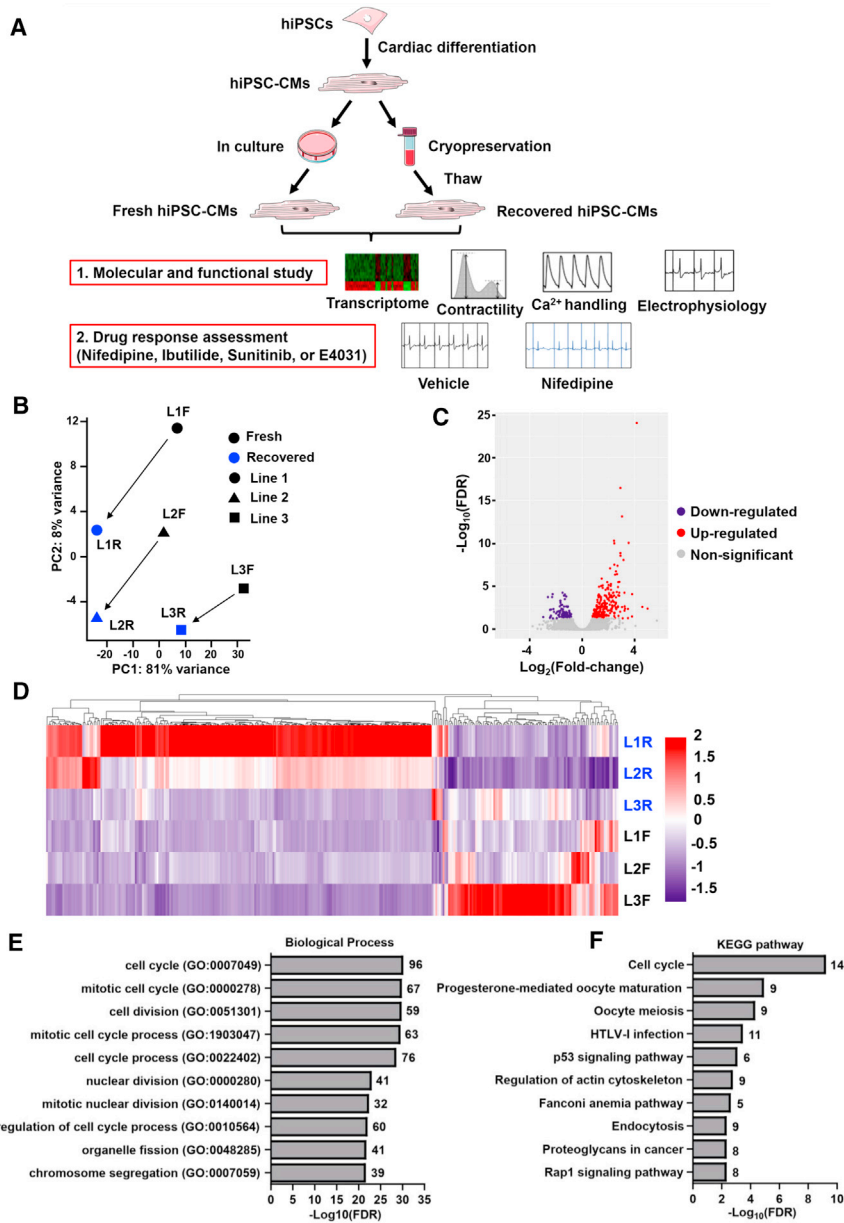 A
hiPSCs
Cardiac differentiation
hiPSC-CMs
In culture
Cryopreservation
Thaw
Fresh hiPSC-CMs
Recovered hiPSC-CMs
1. Molecular and functional study
Transcriptome
Contractility
Ca2+ handling
Electrophysiology
2. Drug response assessment
(Nifedipine, Ibutilide, Sunitinib, or E4031)
Vehicle
Nifedipine
B
PC2: 8% variance
12
8
4
0
-4
L1F
L1R
L2F
L2R
L3F
L3R
-20
-10
0
10
20
30
PC1: 81% variance
Fresh
Recovered
Line 1
Line 2
Line 3
C
-Log10(FDR)
25
20
15
10
5
0
-4
0
4
Log2(Fold-change)
Down-regulated
Up-regulated
Non-significant
D
L1R
L2R
L3R
L1F
L2F
L3F
2
1.5
1
0.5
0
-0.5
-1
-1.5
E
Biological Process
cell cycle (GO:0007049) 96
mitotic cell cycle (GO:0000278) 67
cell division (GO:0051301) 59
mitotic cell cycle process (GO:1903047) 63
cell cycle process (GO:0022402) 76
nuclear division (GO:0000280) 41
mitotic nuclear division (GO:0140014) 32
regulation of cell cycle process (GO:0010564) 60
organelle fission (GO:0048285) 41
chromosome segregation (GO:0007059) 39
0 5 10 15 20 25 30 35
-Log10(FDR)
F
KEGG pathway
Cell cycle 14
Progesterone-mediated oocyte maturation 9
Oocyte meiosis 9
HTLV-I infection 11
p53 signaling pathway 6
Regulation of actin cytoskeleton 9
Fanconi anemia pathway 5
Endocytosis 9
Proteoglycans in cancer 8
Rap1 signaling pathway 8
0 2 4 6 8 10
-Log10(FDR)